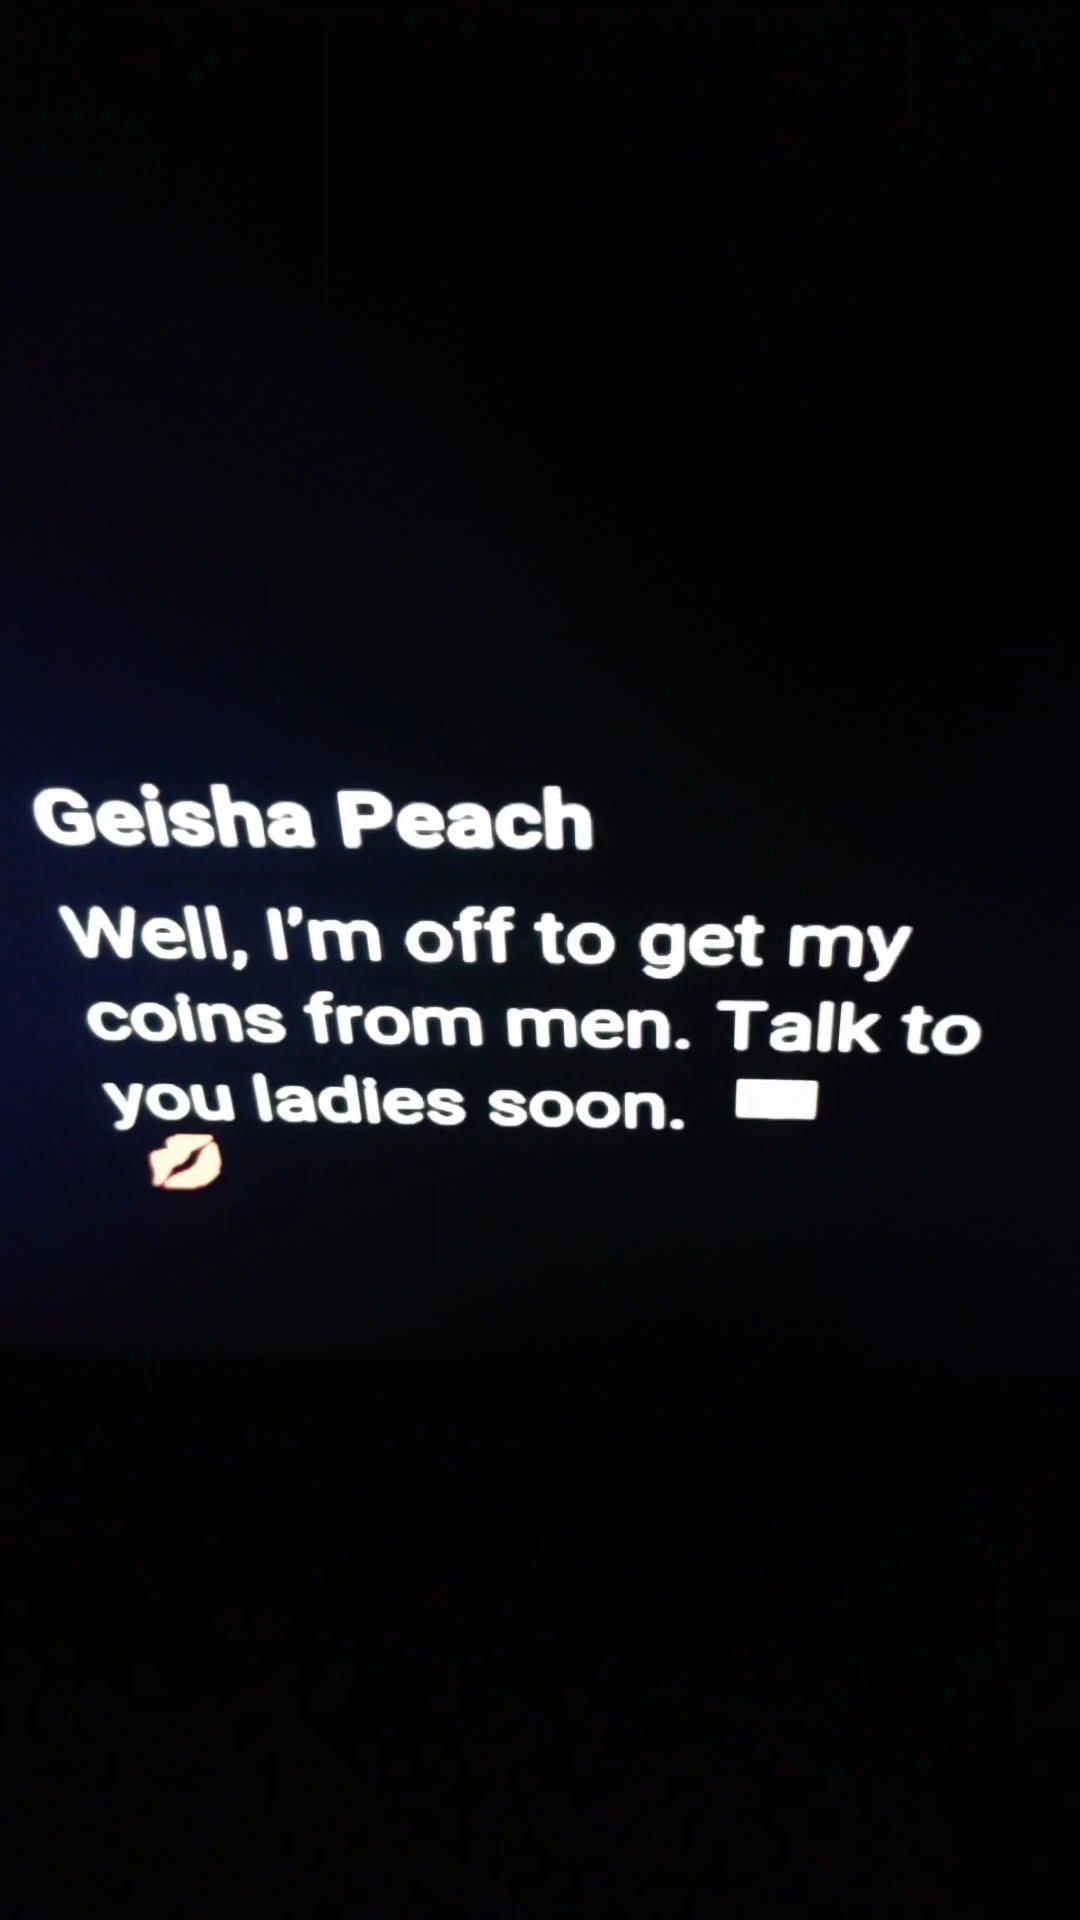 Geisha Peach
Well, I'm off to get my
coins from men. Talk to
you ladies soon.
💋